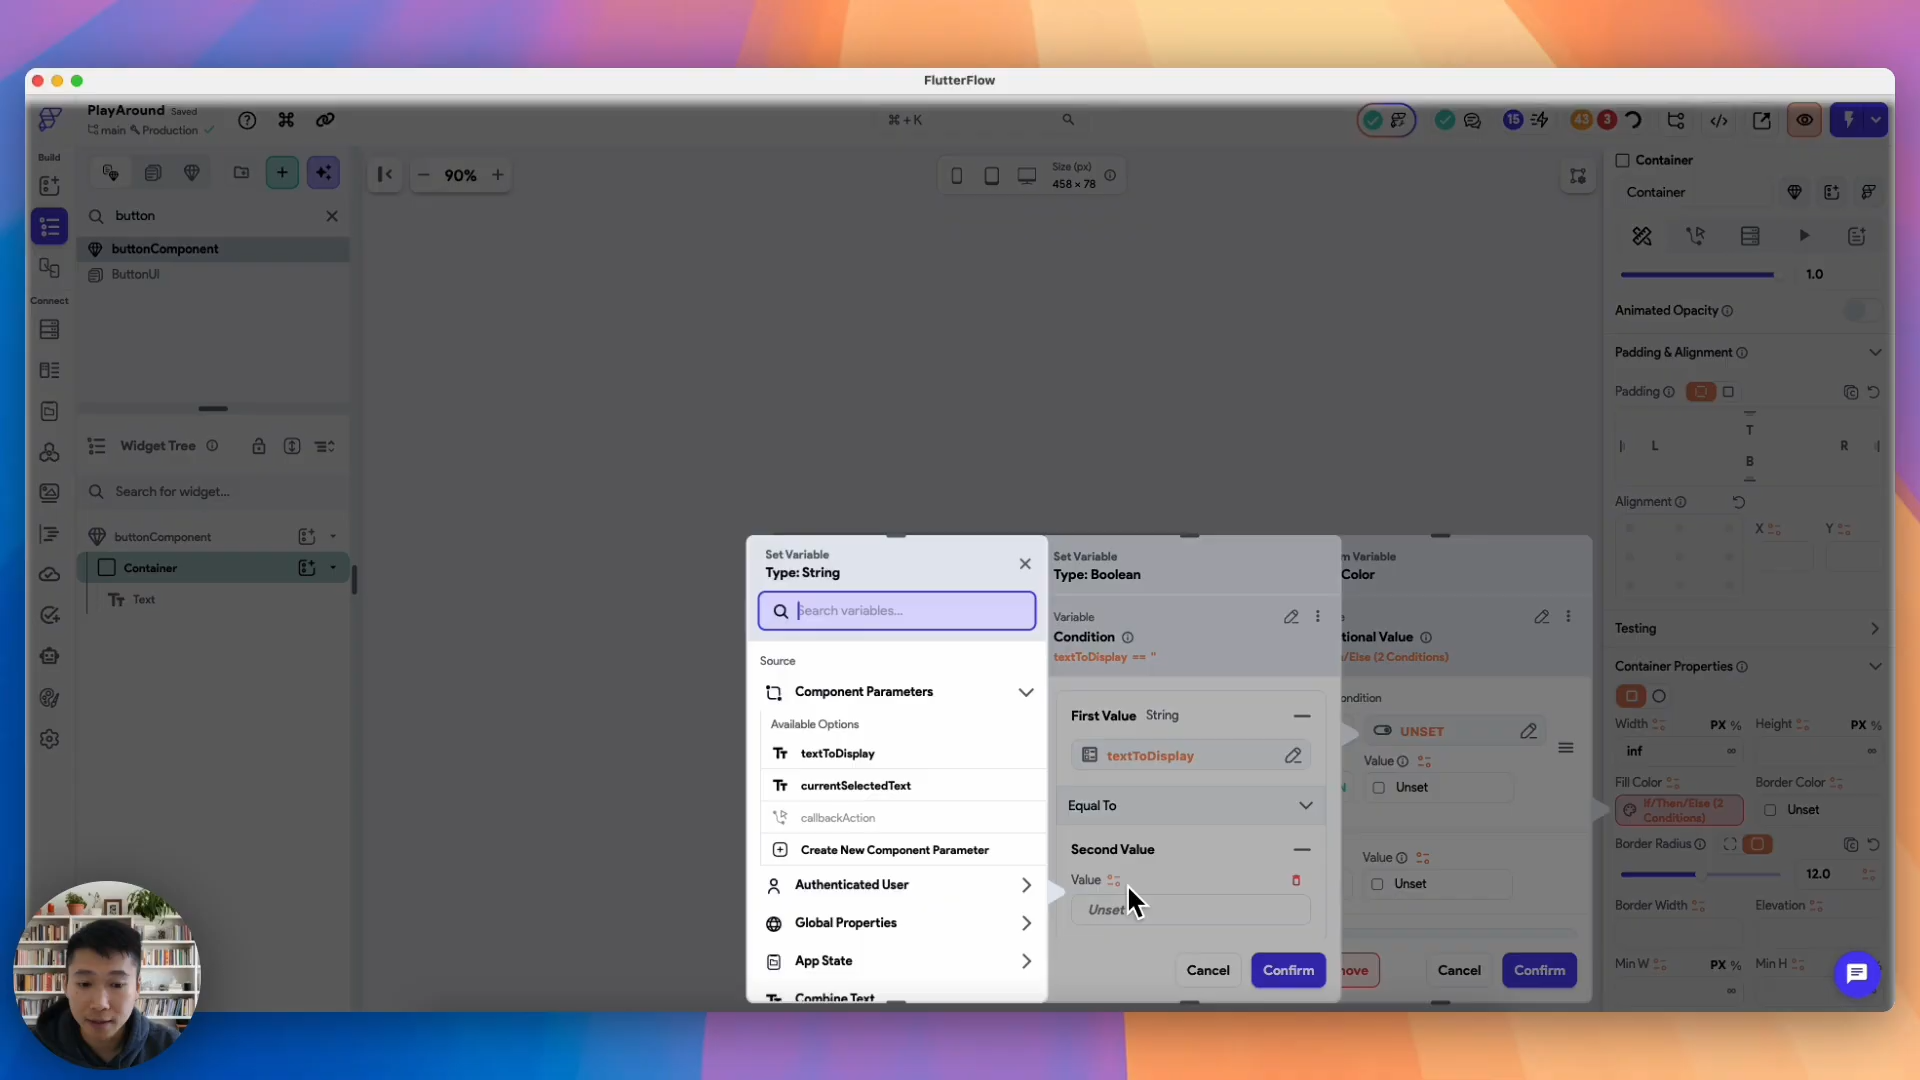 FlutterFlow
PlayAround Saved
main Production
⌘+K
15
43
3
Build
90%
Size (px)
458 × 78
button
buttonComponent
ButtonUI
Connect
Widget Tree
Search for widget...
buttonComponent
Container
Text
Set Variable
Type: String
Search variables...
Source
Component Parameters
Available Options
textToDisplay
currentSelectedText
callbackAction
Create New Component Parameter
Authenticated User
Global Properties
App State
Combine Text
Set Variable
Type: Boolean
Variable
Condition
textToDisplay == ''
First Value String
textToDisplay
Equal To
Second Value
Value
Unset
Cancel
Confirm
m Variable
Color
tional Value
/Else (2 Conditions)
ondition
UNSET
Value
Unset
Value
Unset
nove
Cancel
Confirm
Container
Container
1.0
Animated Opacity
Padding & Alignment
Padding
T
L
R
B
Alignment
X
Y
Testing
Container Properties
Width PX % Height PX %
inf ∞ ∞
Fill Color Border Color
If/Then/Else (2
Conditions)
Unset
Border Radius
12.0
Border Width Elevation
Min W PX % Min H
∞